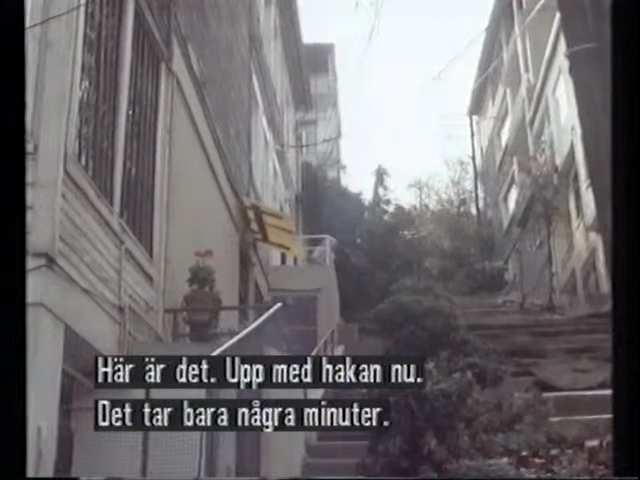 Här är det. Upp med hakan nu.
Det tar bara några minuter.